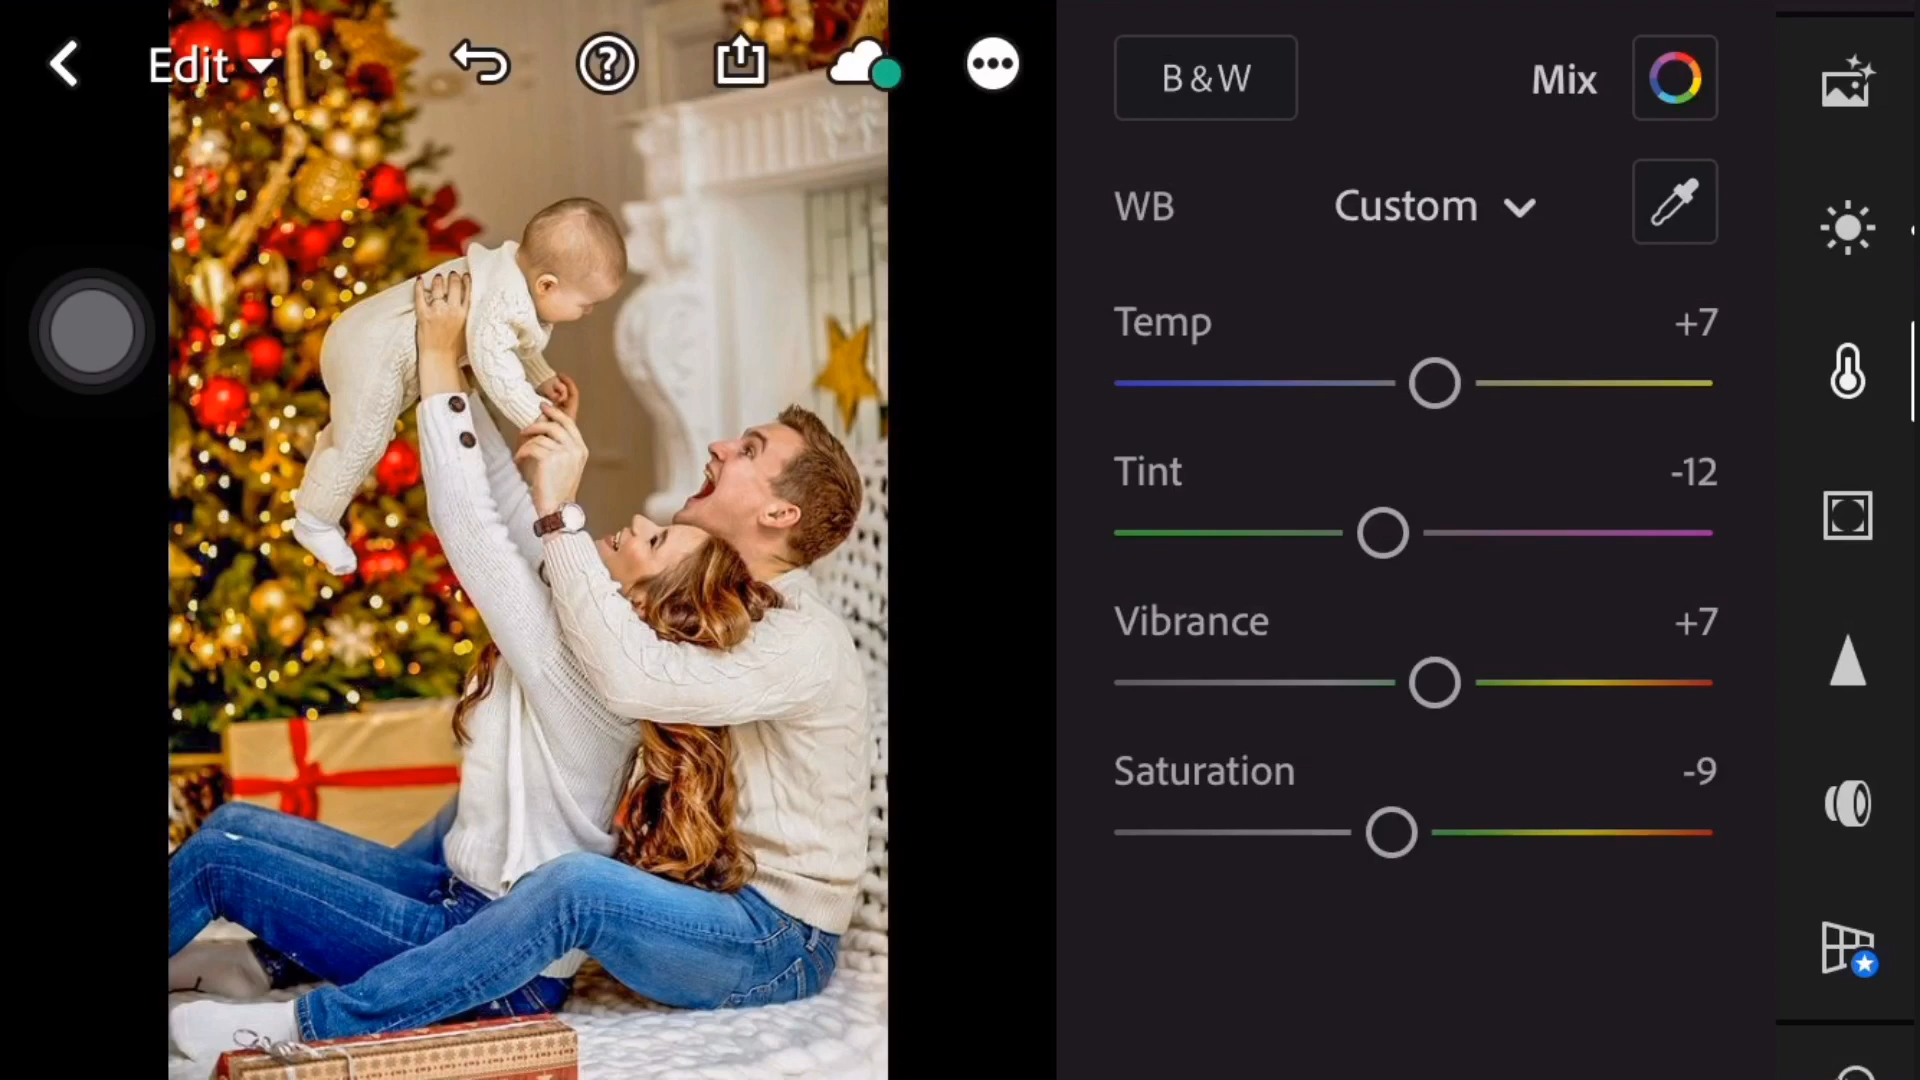 Edit
B & W
Mix
WB
Custom
Temp
+7
Tint
-12
Vibrance
+7
Saturation
-9